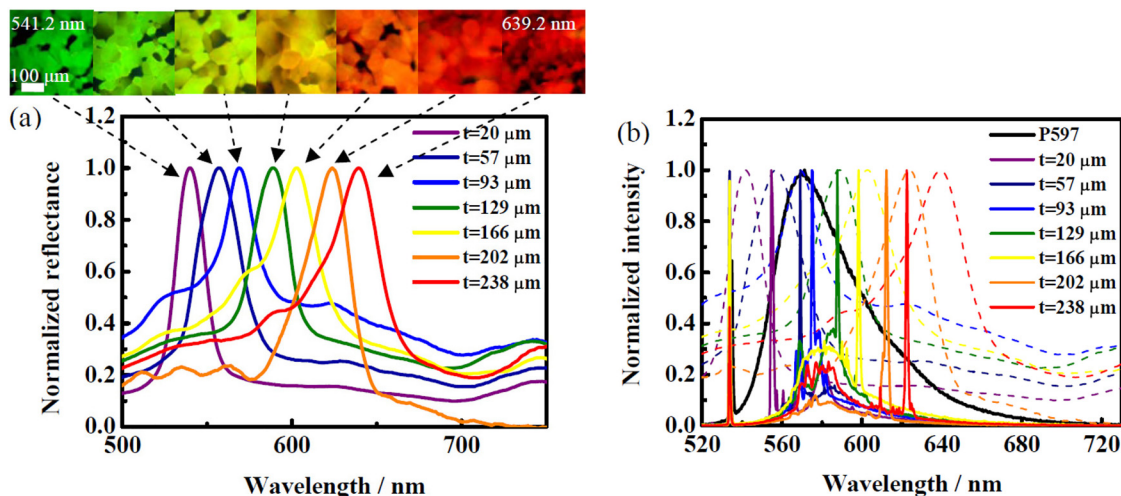 541.2 nm
639.2 nm
100 µm
(a)
Normalized reflectance
1.2
1.0
0.8
0.6
0.4
0.2
0.0
500
600
700
Wavelength / nm
t=20 µm
t=57 µm
t=93 µm
t=129 µm
t=166 µm
t=202 µm
t=238 µm
(b)
Normalized intensity
1.2
1.0
0.8
0.6
0.4
0.2
0.0
520
560
600
640
680
720
Wavelength / nm
P597
t=20 µm
t=57 µm
t=93 µm
t=129 µm
t=166 µm
t=202 µm
t=238 µm